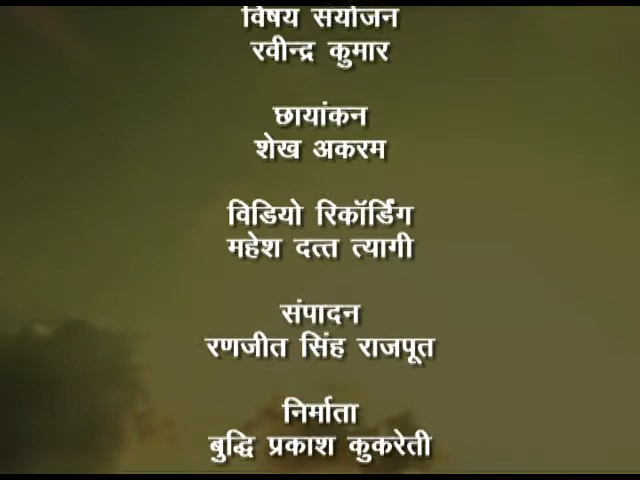 विषय संयोजन
रवीन्द्र कुमार
छायांकन
शेख अकरम
विडियो रिकॉर्डिंग
महेश दत्त त्यागी
संपादन
रणजीत सिंह राजपूत
निर्माता
बुद्धि प्रकाश कुकरेती